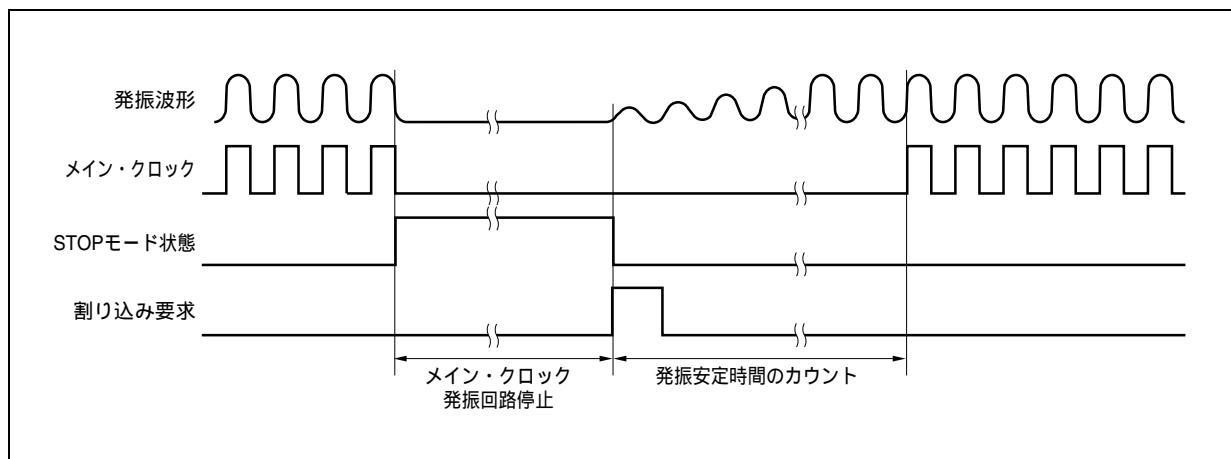 発振波形
メイン・クロック
STOPモード状態
割り込み要求
メイン・クロック
発振回路停止
発振安定時間のカウント